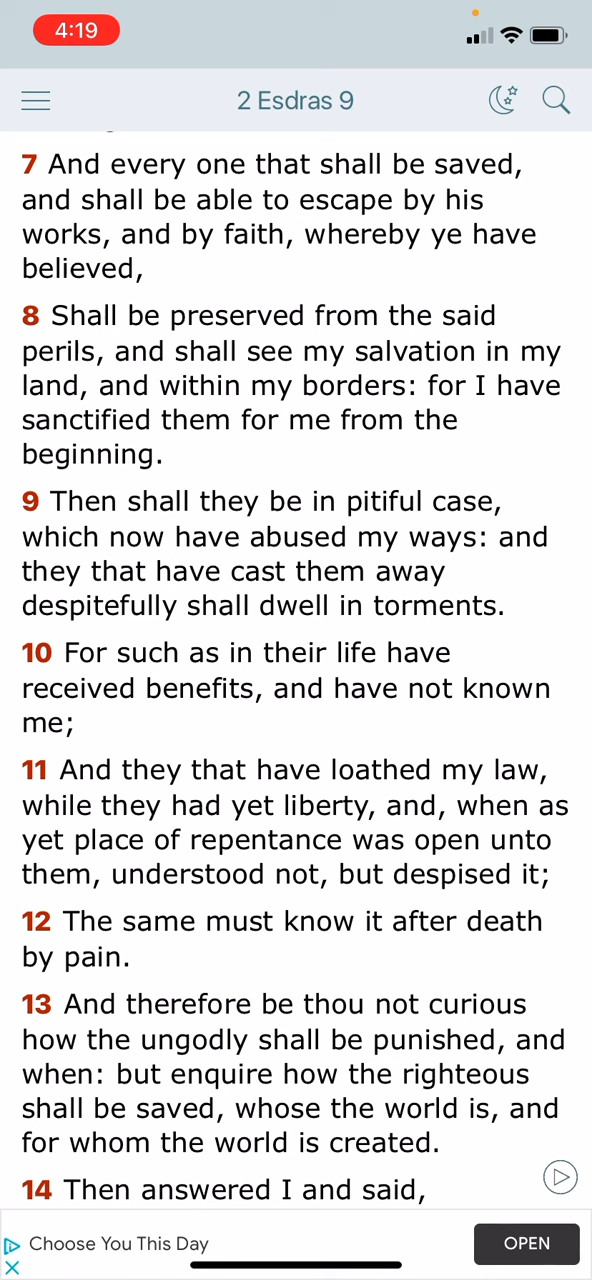 4:19
2 Esdras 9
7 And every one that shall be saved,
and shall be able to escape by his
works, and by faith, whereby ye have
believed,
8 Shall be preserved from the said
perils, and shall see my salvation in my
land, and within my borders: for I have
sanctified them for me from the
beginning.
9 Then shall they be in pitiful case,
which now have abused my ways: and
they that have cast them away
despitefully shall dwell in torments.
10 For such as in their life have
received benefits, and have not known
me;
11 And they that have loathed my law,
while they had yet liberty, and, when as
yet place of repentance was open unto
them, understood not, but despised it;
12 The same must know it after death
by pain.
13 And therefore be thou not curious
how the ungodly shall be punished, and
when: but enquire how the righteous
shall be saved, whose the world is, and
for whom the world is created.
14 Then answered I and said,
Choose You This Day
OPEN